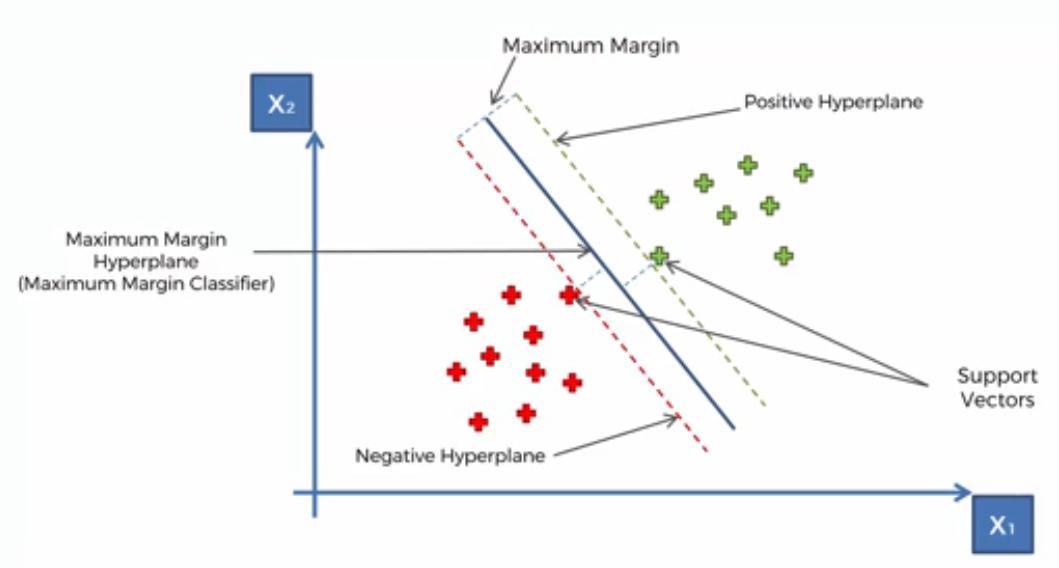 Maximum Margin
X₂
Positive Hyperplane
Maximum Margin
Hyperplane
(Maximum Margin Classifier)
Support
Vectors
Negative Hyperplane
X₁